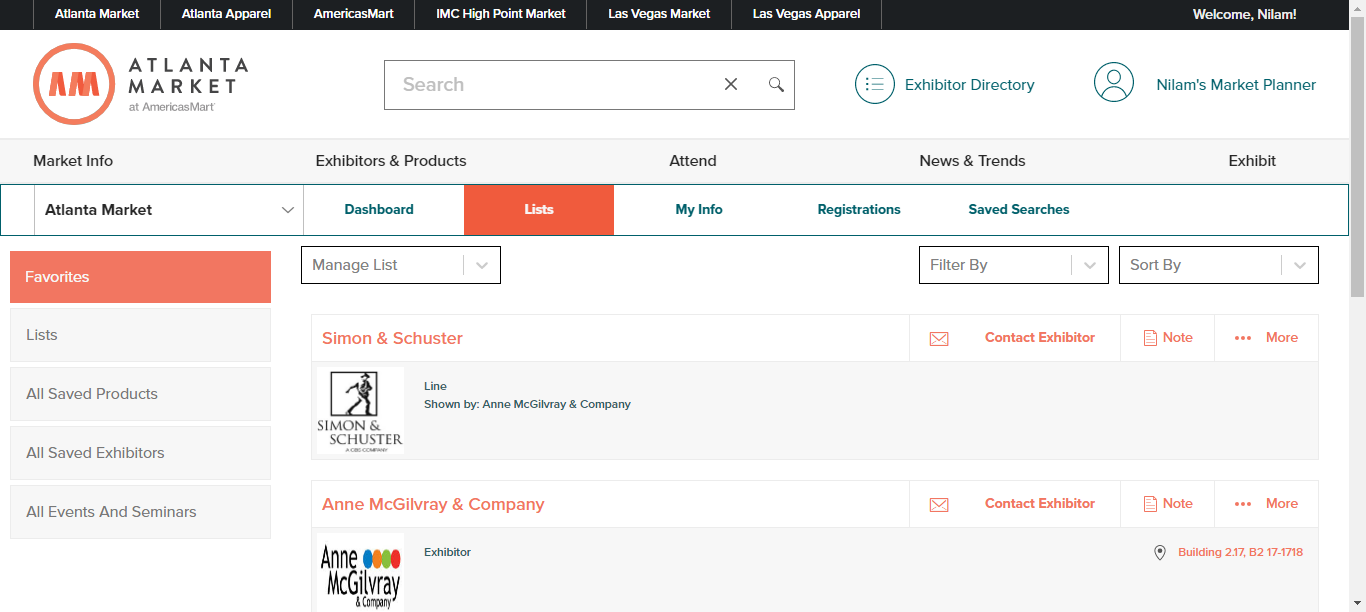 Atlanta Market Atlanta Apparel AmericasMart IMC High Point Market Las Vegas Market Las Vegas Apparel Welcome, Nilam!
ATLANTA
MARKET
at AmericasMart
Search
Exhibitor Directory
Nilam's Market Planner
Market Info Exhibitors & Products Attend News & Trends Exhibit
Atlanta Market Dashboard Lists My Info Registrations Saved Searches
Favorites
Lists
All Saved Products
All Saved Exhibitors
All Events And Seminars
Manage List Filter By Sort By
Simon & Schuster Contact Exhibitor Note More
SIMON &
SCHUSTER
A CBS COMPANY
Line
Shown by: Anne McGilvray & Company
Anne McGilvray & Company Contact Exhibitor Note More
Anne
McGilvray
& Company
Exhibitor
Building 2.17, B2 17-1718